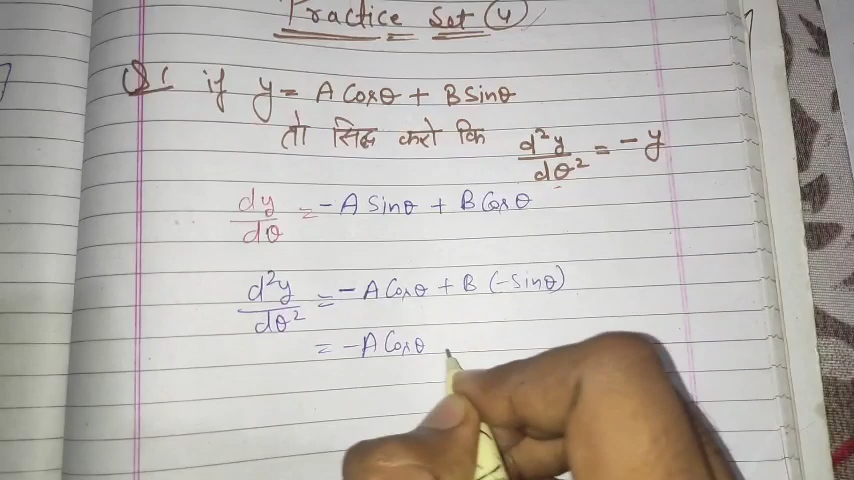 Practice Set 4
Q1 if y = A Cosθ + B Sinθ
तो सिद्ध करो कि d²y/dθ² = -y
dy/dθ = -A Sinθ + B Cosθ
d²y/dθ² = -A Cosθ + B (-Sinθ)
= -A Cosθ